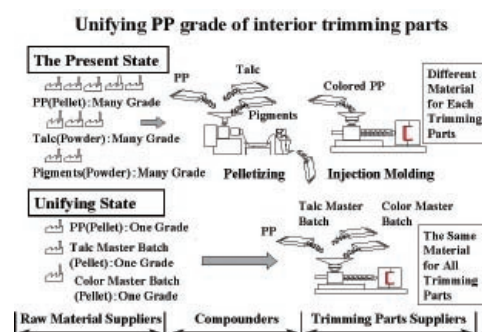 Unifying PP grade of interior trimming parts
The Present State
PP(Pellet):Many Grade
Talc(Powder):Many Grade
Pigments(Powder):Many Grade
PP
Talc
Pigments
Pelletizing
Colored PP
Injection Molding
Different
Material
for Each
Trimming
Parts
Unifying State
PP(Pellet):One Grade
Talc Master Batch
(Pellet):One Grade
Color Master Batch
(Pellet):One Grade
PP
Talc Master
Batch
Color Master
Batch
The Same
Material
for All
Trimming
Parts
Raw Material Suppliers
Compounders
Trimming Parts Suppliers